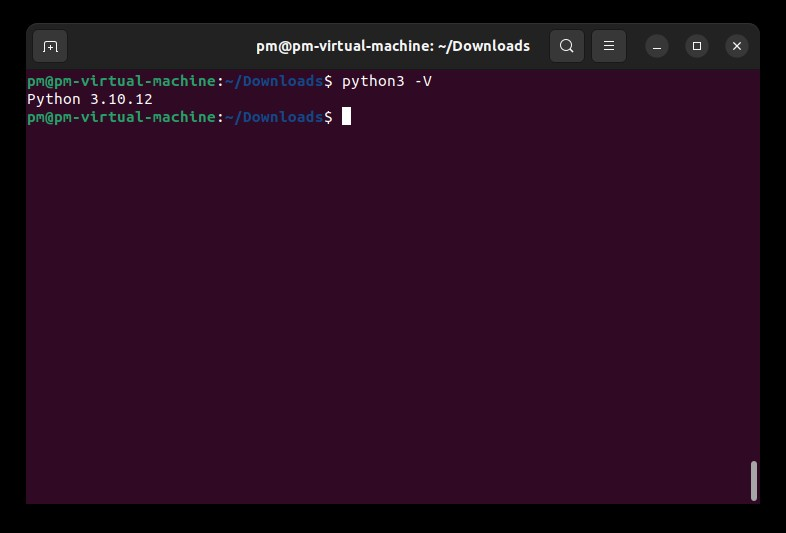 pm@pm-virtual-machine: ~/Downloads
pm@pm-virtual-machine:~/Downloads$ python3 -V
Python 3.10.12
pm@pm-virtual-machine:~/Downloads$